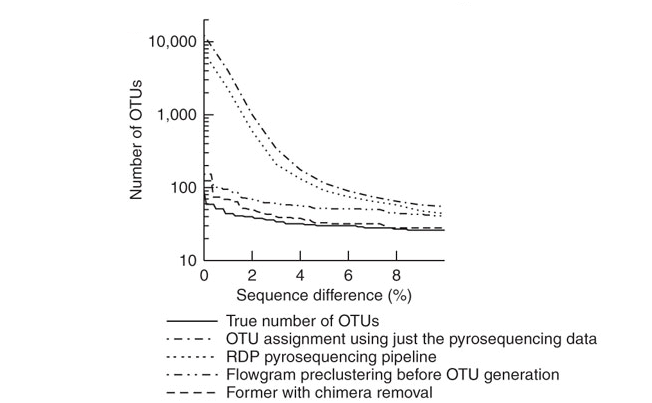 10,000
1,000
100
10
Number of OTUs
0 2 4 6 8
Sequence difference (%)
True number of OTUs
OTU assignment using just the pyrosequencing data
RDP pyrosequencing pipeline
Flowgram preclustering before OTU generation
Former with chimera removal